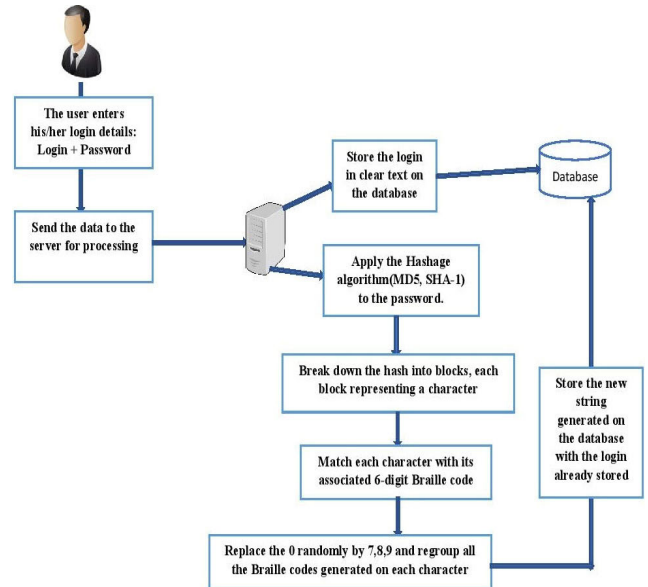 The user enters
his/her login details:
Login + Password
Store the login
in clear text on
the database
Database
Send the data to the
server for processing
Apply the Hashage
algorithm(MD5, SHA-1)
to the password.
Break down the hash into blocks, each
block representing a character
Store the new
string
generated on
the database
with the login
already stored
Match each character with its
associated 6-digit Braille code
Replace the 0 randomly by 7,8,9 and regroup all
the Braille codes generated on each character